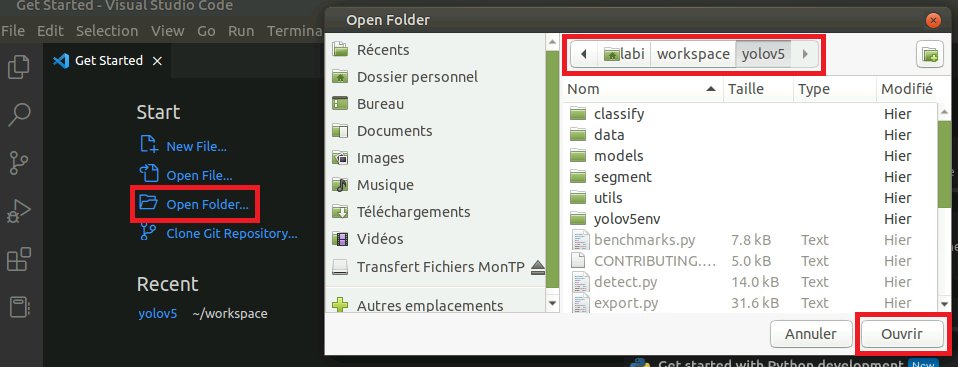 Get Started - Visual Studio Code
File Edit Selection View Go Run Termina
Get Started
Start
New File...
Open File...
Open Folder...
Clone Git Repository...
Recent
yolov5 ~/workspace
Open Folder
Récents
Dossier personnel
Bureau
Documents
Images
Musique
Téléchargements
Vidéos
Transfert Fichiers MonTP
Autres emplacements
labi workspace yolov5
Nom Taille Type Modifié
classify Hier
data Hier
models Hier
segment Hier
utils Hier
yolov5env Hier
benchmarks.py 7.8 kB Text Hier
CONTRIBUTING.... 5.0 kB Text Hier
detect.py 14.0 kB Text Hier
export.py 31.6 kB Text Hier
Annuler Ouvrir
Get started with Python development New